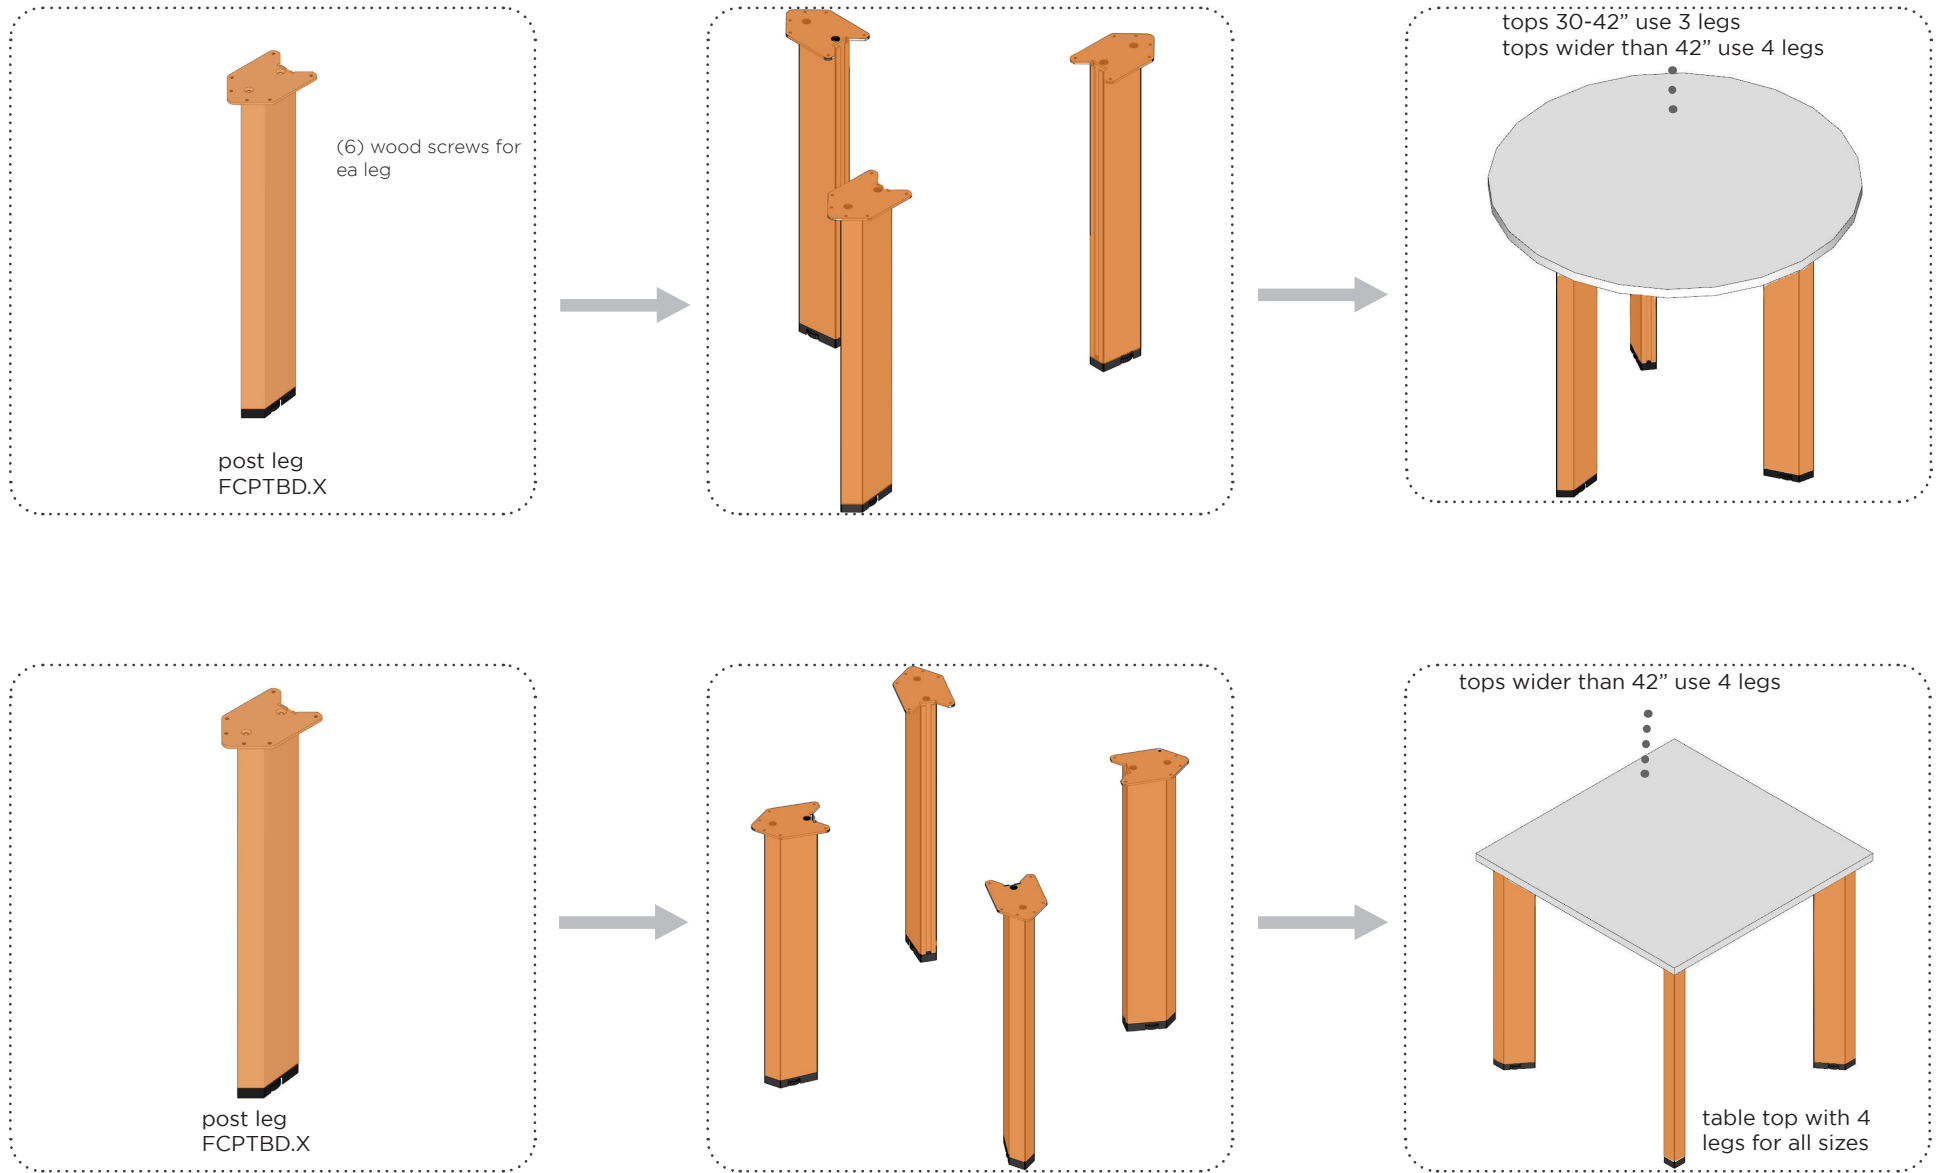 tops 30-42” use 3 legs
tops wider than 42” use 4 legs
(6) wood screws for
ea leg
post leg
FCPTBD.X
tops wider than 42” use 4 legs
post leg
FCPTBD.X
table top with 4
legs for all sizes